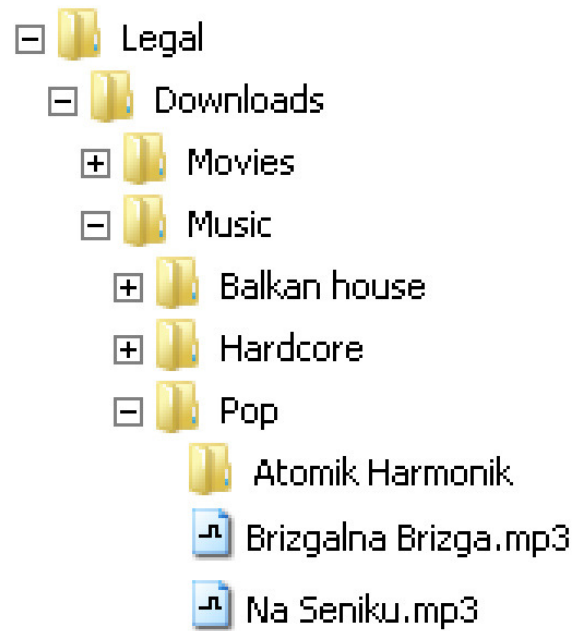 Legal
Downloads
Movies
Music
Balkan house
Hardcore
Pop
Atomik Harmonik
Brizgalna Brizga.mp3
Na Seniku.mp3